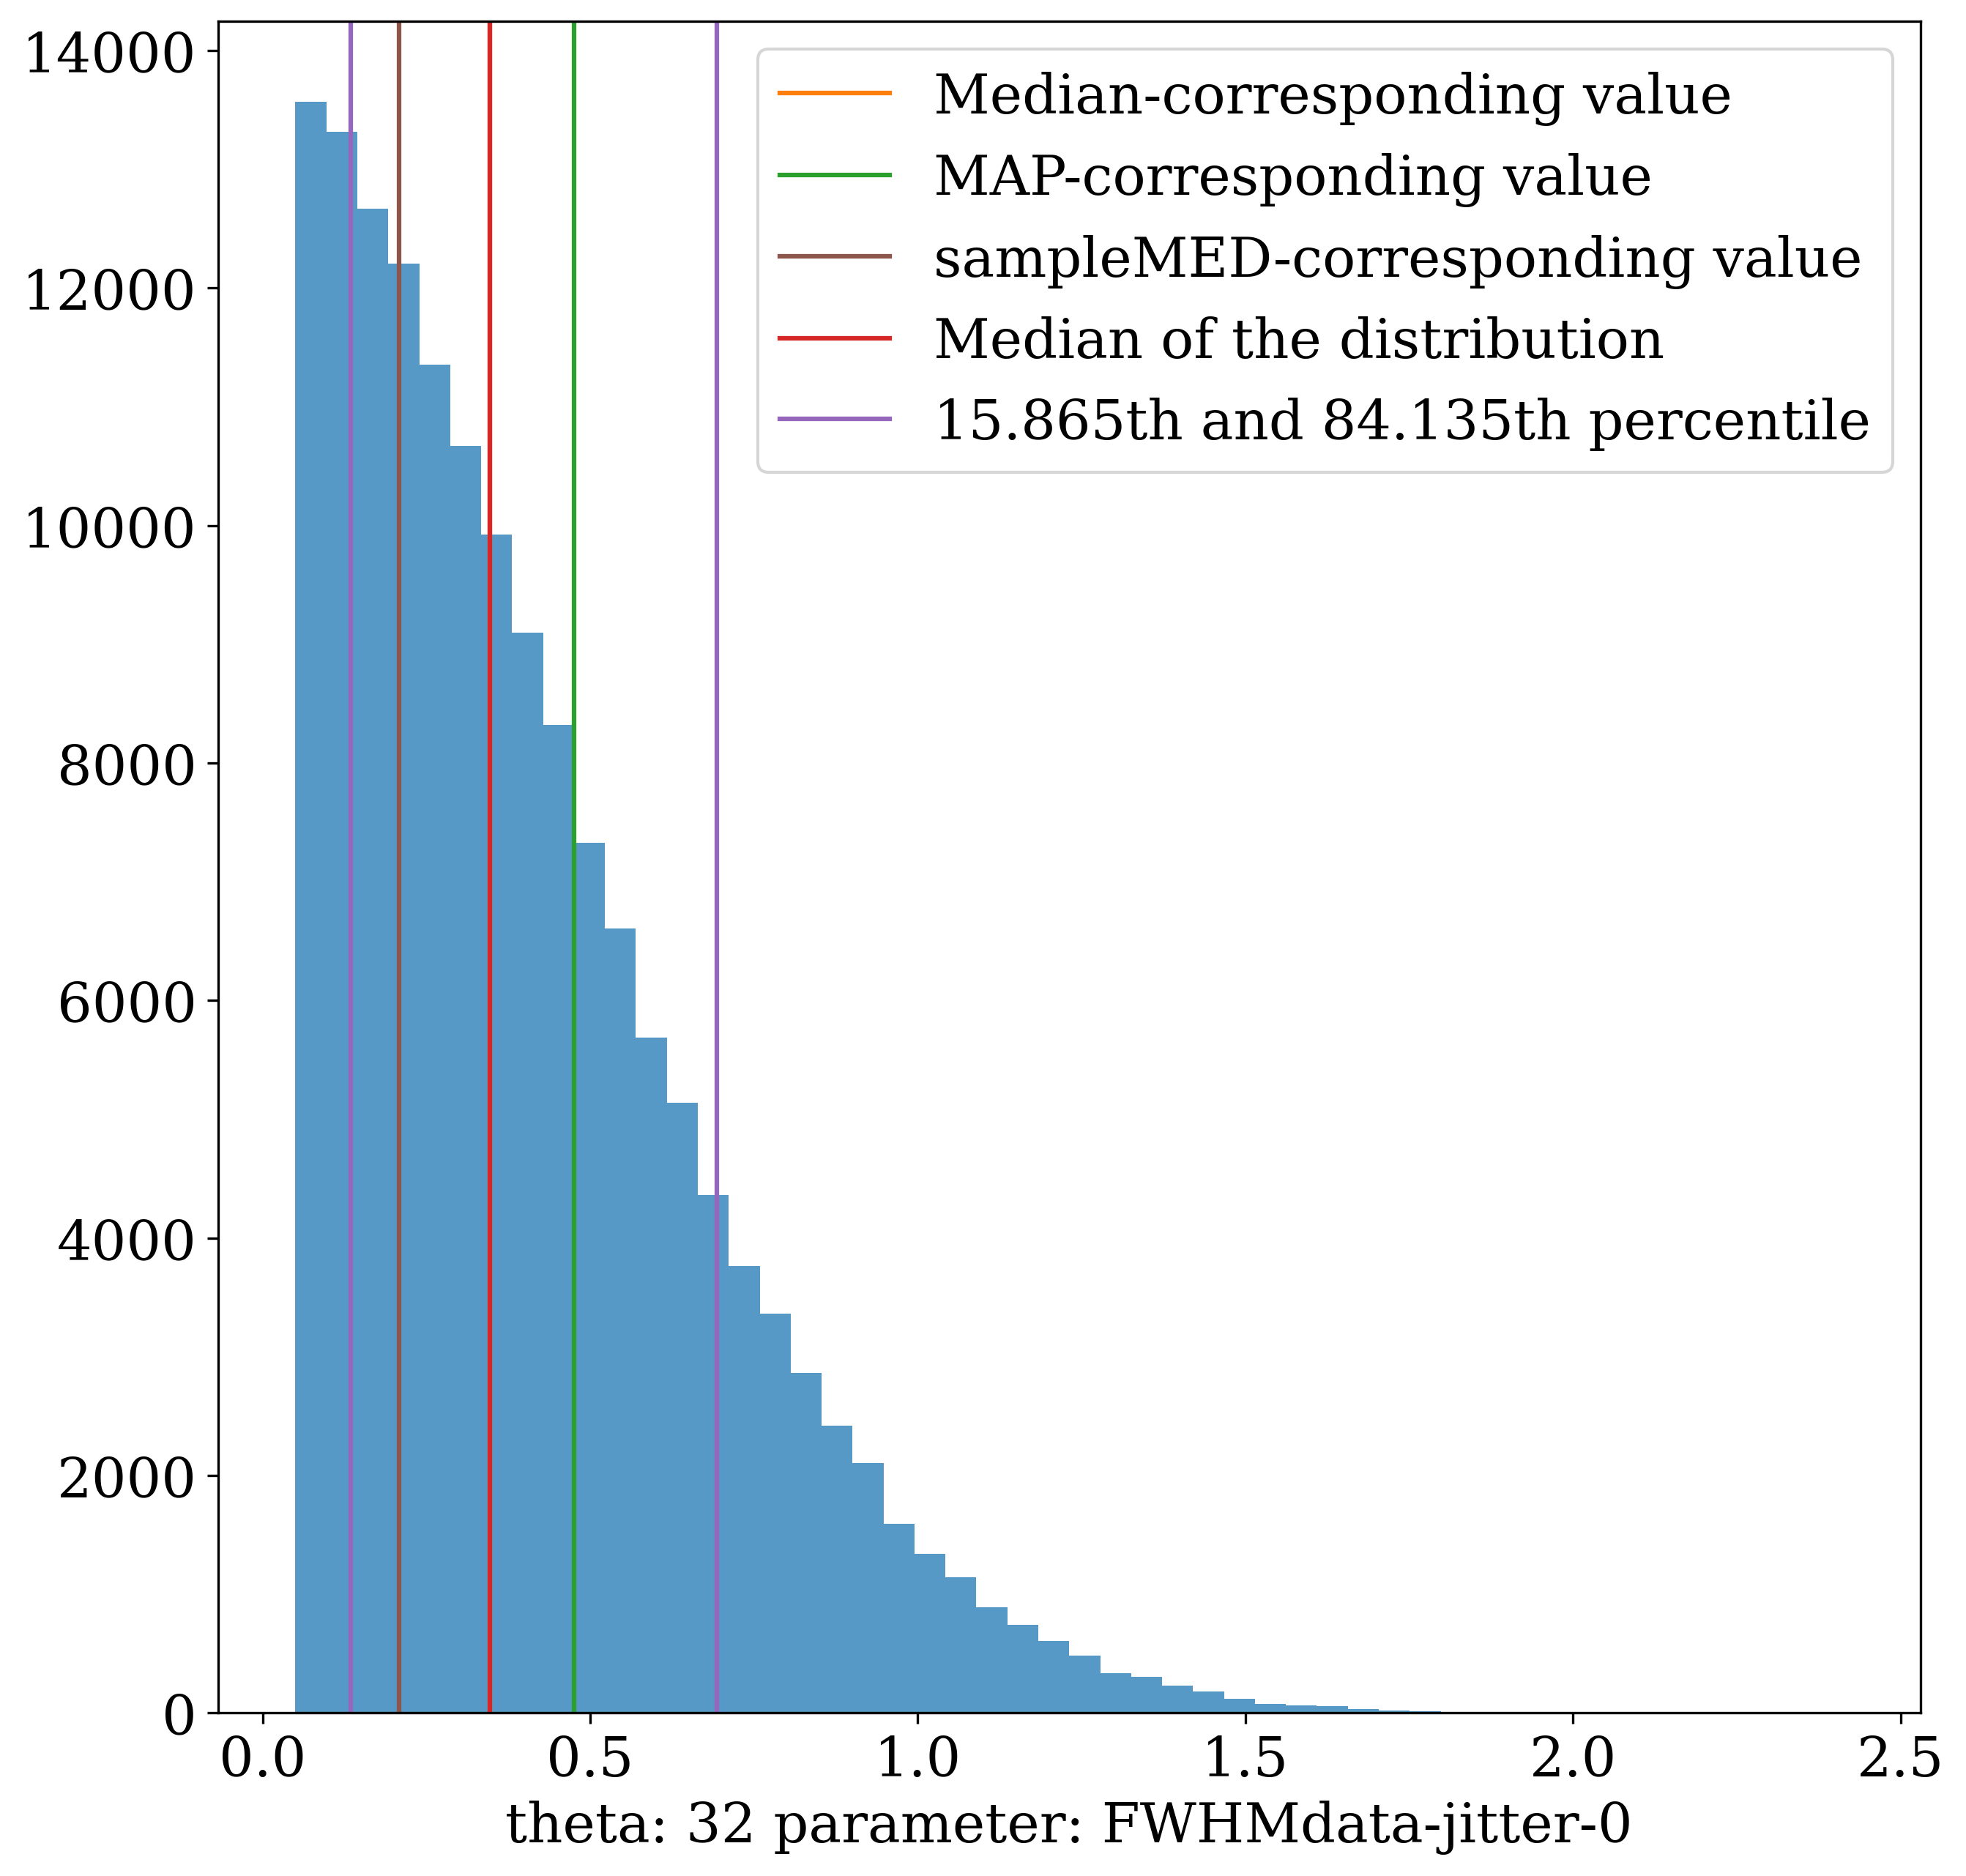 14000
12000
10000
8000
6000
4000
2000
0
Median-corresponding value
MAP-corresponding value
sampleMED-corresponding value
Median of the distribution
15.865th and 84.135th percentile
0.0 0.5 1.0 1.5 2.0 2.5
theta: 32 parameter: FWHMdata-jitter-0